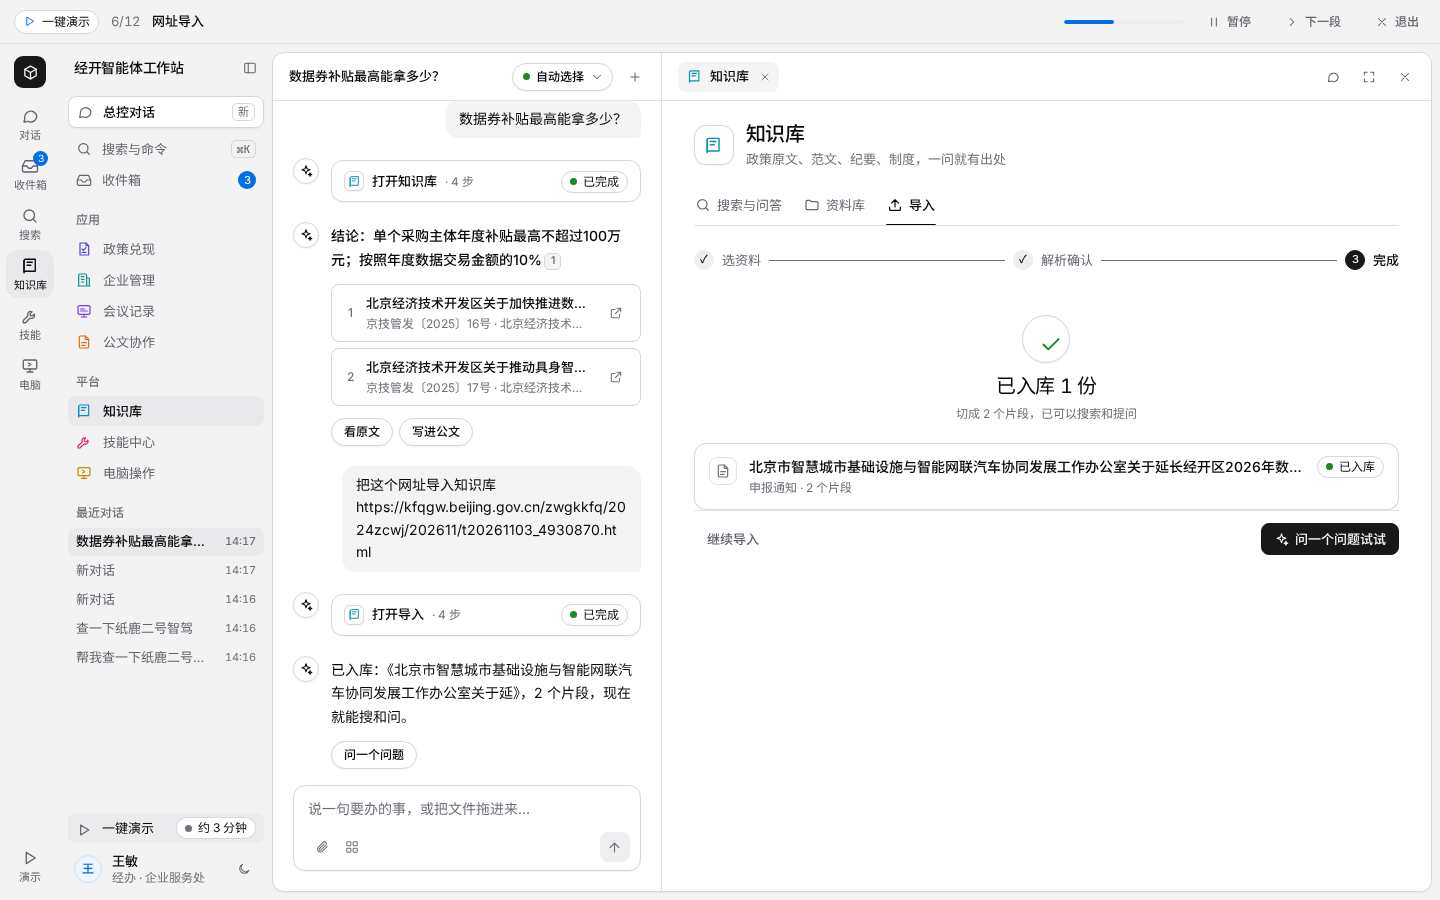 一键演示
6/12
网址导入
暂停
下一段
退出
对话
3
收件箱
搜索
知识库
技能
电脑
演示
经开智能体工作站
总控对话
新
搜索与命令
⌘K
收件箱
3
应用
政策兑现
企业管理
会议记录
公文协作
平台
知识库
技能中心
电脑操作
最近对话
数据券补贴最高能拿... 14:17
新对话 14:17
新对话 14:16
查一下纸鹿二号智驾 14:16
帮我查一下纸鹿二号... 14:16
一键演示
约 3 分钟
王
王敏
经办 · 企业服务处
数据券补贴最高能拿多少?
自动选择
数据券补贴最高能拿多少?
打开知识库 · 4 步
已完成
结论：单个采购主体年度补贴最高不超过100万
元；按照年度数据交易金额的10% 1
1
北京经济技术开发区关于加快推进数...
京技管发〔2025〕16号 · 北京经济技术...
2
北京经济技术开发区关于推动具身智...
京技管发〔2025〕17号 · 北京经济技术...
看原文
写进公文
把这个网址导入知识库
https://kfqgw.beijing.gov.cn/zwgkkfq/20
24zcwj/202611/t20261103_4930870.ht
ml
打开导入 · 4 步
已完成
已入库：《北京市智慧城市基础设施与智能网联汽
车协同发展工作办公室关于延》，2 个片段，现在
就能搜和问。
问一个问题
说一句要办的事，或把文件拖进来...
知识库
知识库
政策原文、范文、纪要、制度，一问就有出处
搜索与问答
资料库
导入
选资料
解析确认
3
完成
已入库 1 份
切成 2 个片段，已可以搜索和提问
北京市智慧城市基础设施与智能网联汽车协同发展工作办公室关于延长经开区2026年数...
已入库
申报通知 · 2 个片段
继续导入
问一个问题试试